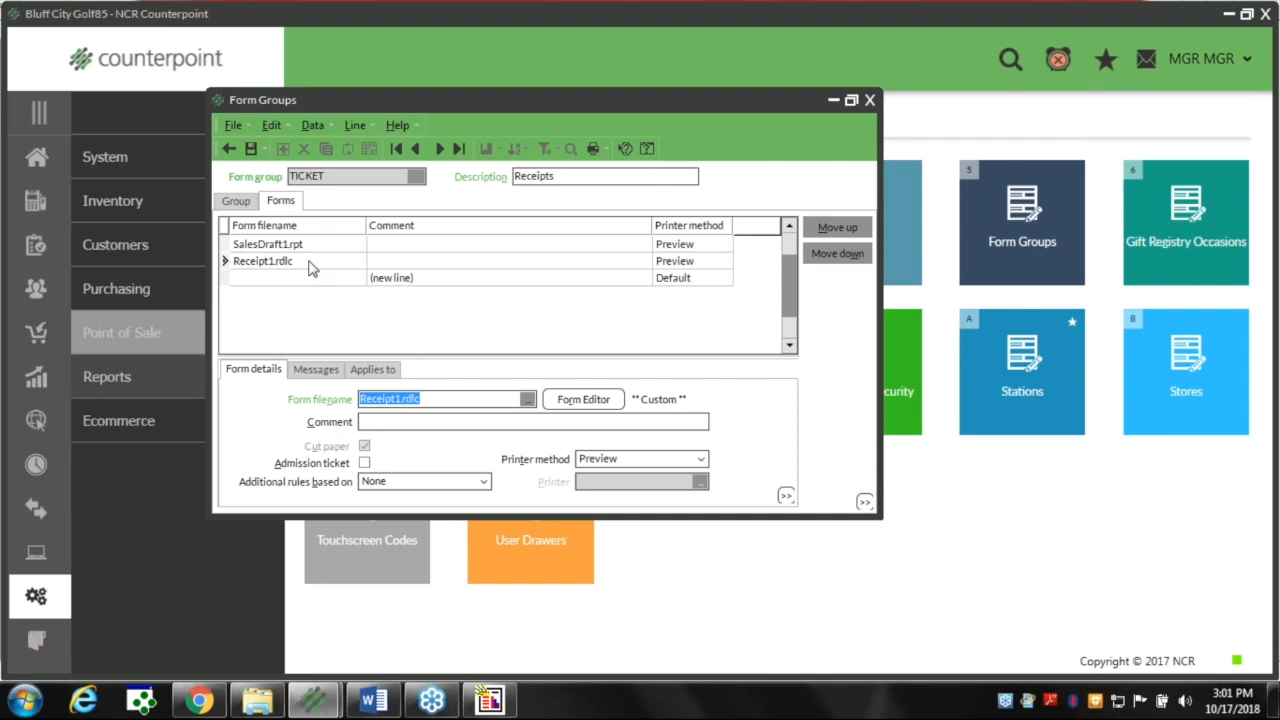 Bluff City Golf85 - NCR Counterpoint
counterpoint
MGR MGR
Form Groups
File Edit Data Line Help
Form group TICKET Description Receipts
Group Forms
Form filename Comment Printer method
SalesDraft1.rpt Preview
Receipt1.rdlc Preview
(new line) Default
Move up
Move down
Form details Messages Applies to
Form filename Receipt1.rdlc ... Form Editor ** Custom **
Comment
Cut paper
Admission ticket
Printer method Preview
Additional rules based on None
Printer ...
>>
>>
System
Inventory
Customers
Purchasing
Point of Sale
Reports
Ecommerce
5
Form Groups
6
Gift Registry Occasions
curity
A
Stations
B
Stores
Touchscreen Codes
User Drawers
Copyright © 2017 NCR
3:01 PM
10/17/2018